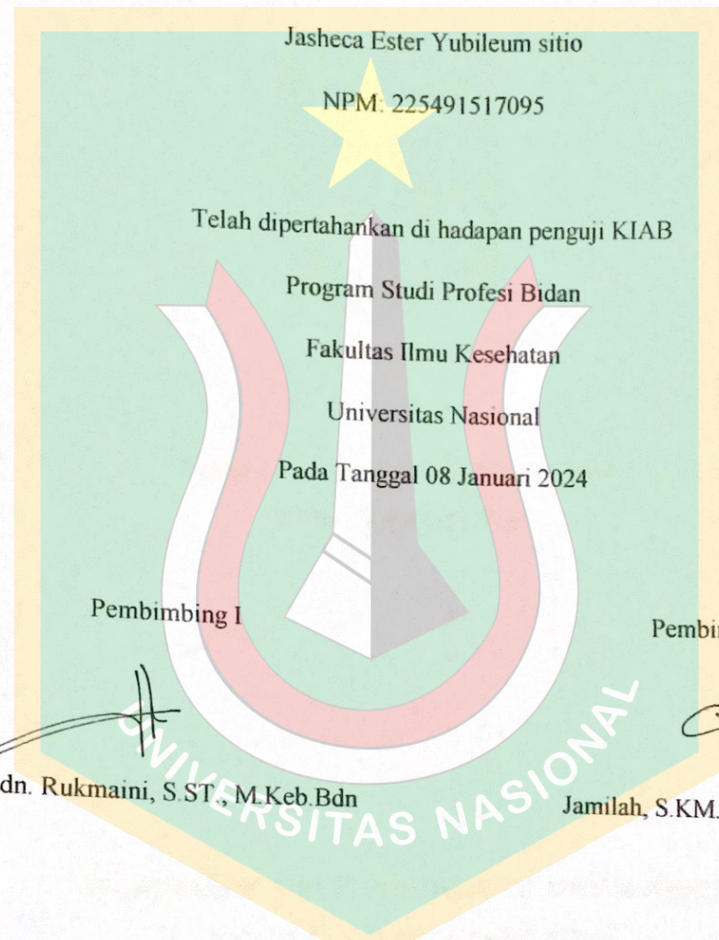 Jasheca Ester Yubileum sitio
NPM: 225491517095
Telah dipertahankan di hadapan penguji KIAB
Program Studi Profesi Bidan
Fakultas Ilmu Kesehatan
Universitas Nasional
Pada Tanggal 08 Januari 2024
Pembimbing I
Pembi
dn. Rukmaini, S.ST., M.Keb.Bdn
Jamilah, S.KM.
UNIVERSITAS NASIONAL